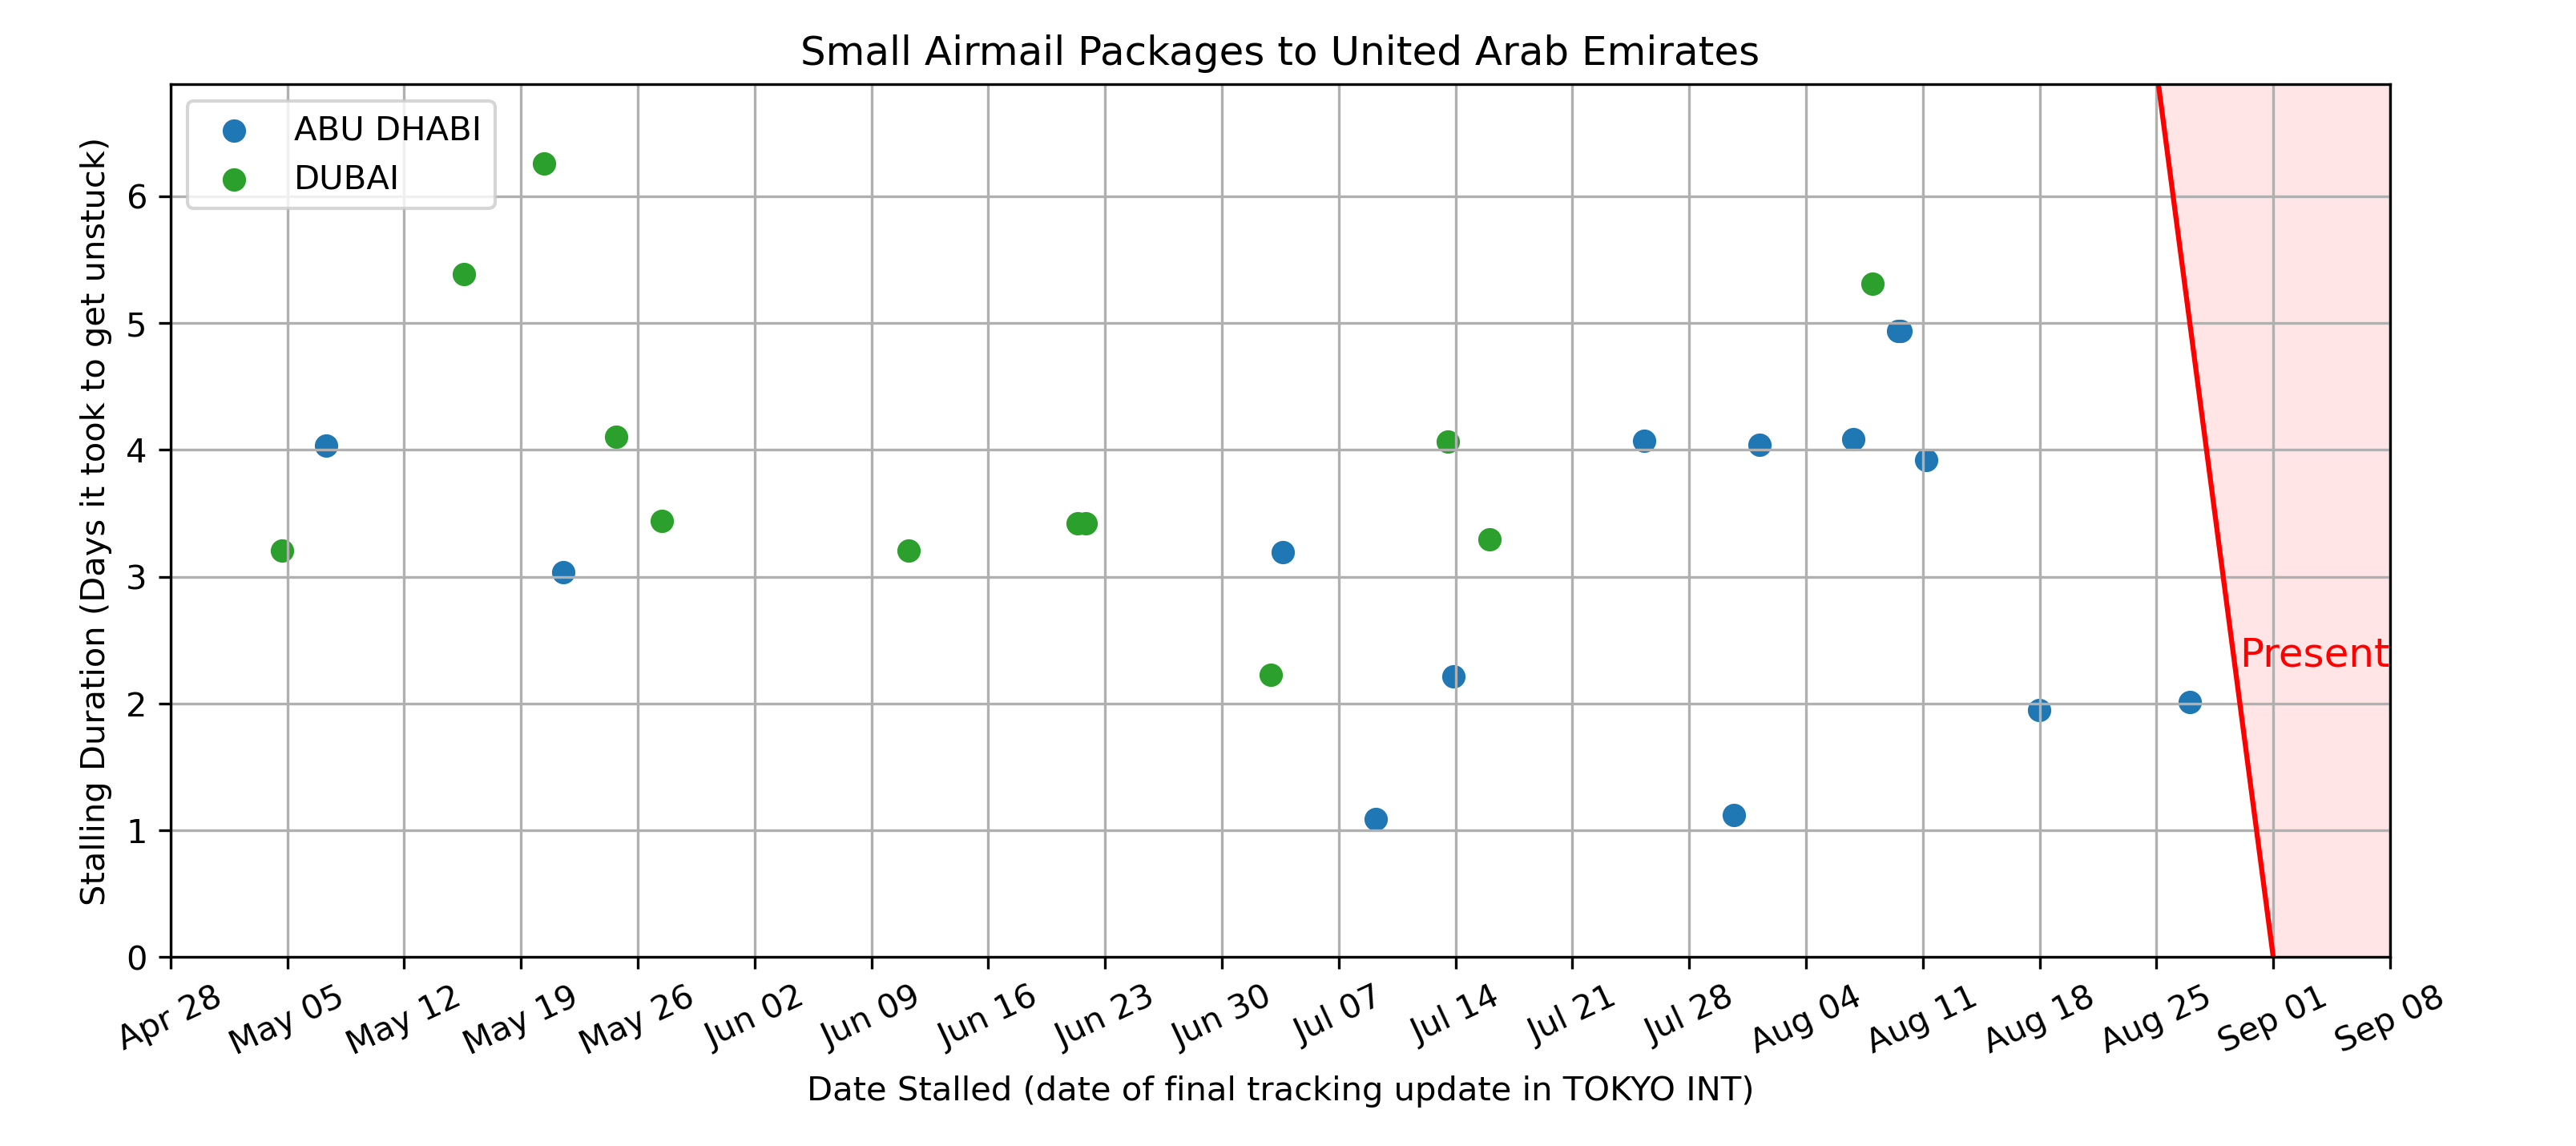 Small Airmail Packages to United Arab Emirates
ABU DHABI
DUBAI
Stalling Duration (Days it took to get unstuck)
6
5
4
3
2
1
0
Present
Apr 28
May 05
May 12
May 19
May 26
Jun 02
Jun 09
Jun 16
Jun 23
Jun 30
Jul 07
Jul 14
Jul 21
Jul 28
Aug 04
Aug 11
Aug 18
Aug 25
Sep 01
Sep 08
Date Stalled (date of final tracking update in TOKYO INT)